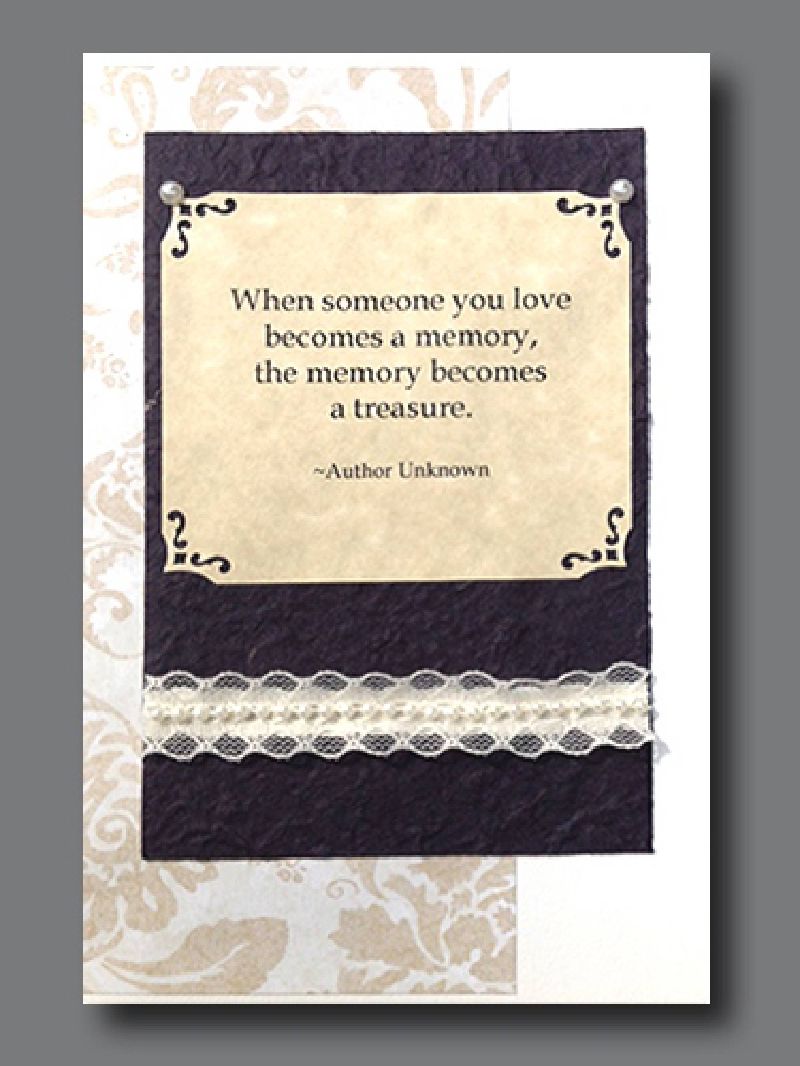 When someone you love
becomes a memory,
the memory becomes
a treasure.
~Author Unknown